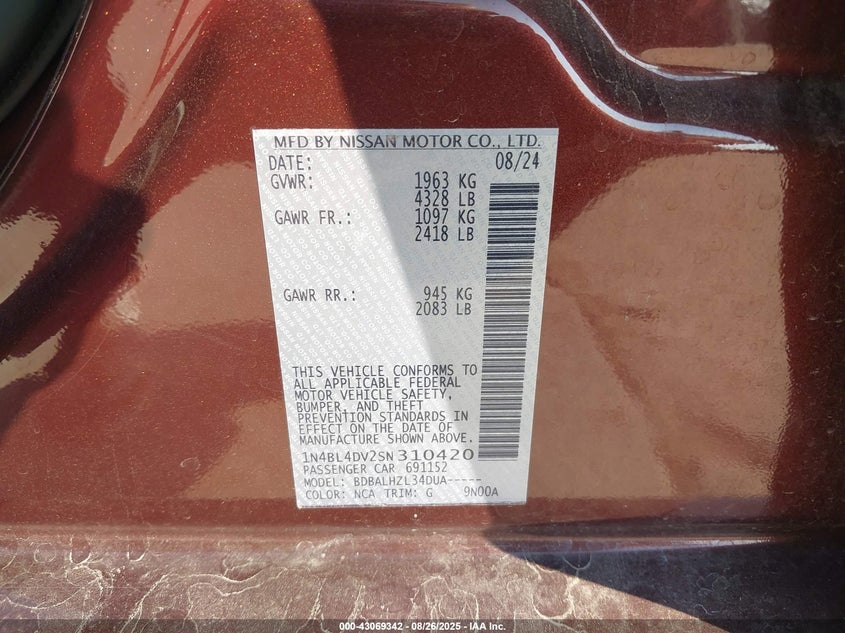 MFD BY NISSAN MOTOR CO., LTD.
DATE: 08/24
GVWR: 1963 KG
4328 LB
GAWR FR.: 1097 KG
2418 LB
GAWR RR.: 945 KG
2083 LB
THIS VEHICLE CONFORMS TO
ALL APPLICABLE FEDERAL
MOTOR VEHICLE SAFETY,
BUMPER, AND THEFT
PREVENTION STANDARDS IN
EFFECT ON THE DATE OF
MANUFACTURE SHOWN ABOVE.
1N4BL4DV2SN310420
PASSENGER CAR 691152
MODEL: BDBALHZL34DUA-----
COLOR: NCA TRIM: G 9N00A
000-43069342 - 08/26/2025 - IAA Inc.